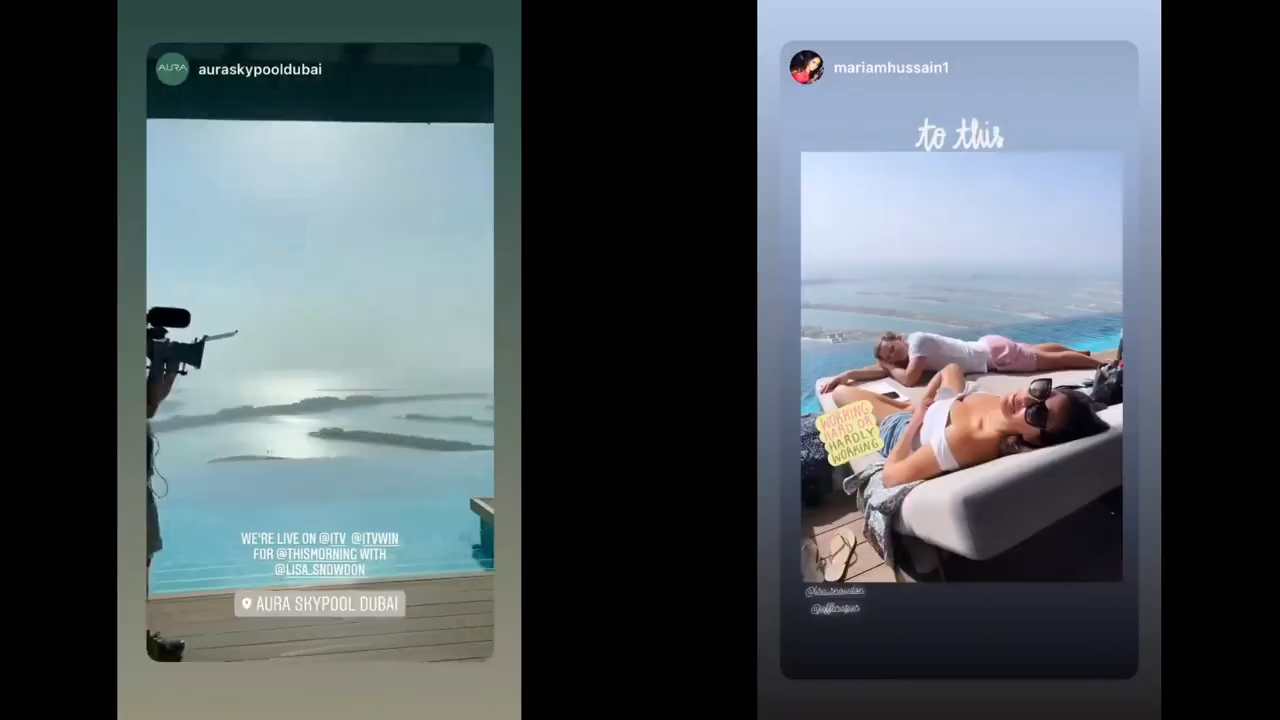 AURA
auraskypooldubai
WE'RE LIVE ON @ITV @ITVWIN
FOR @THISMORNING WITH
@LISA_SNOWDON
AURA SKYPOOL DUBAI
mariamhussain1
to this
WORKING
HARD OR
HARDLY
WORKING
@lisa_snowdon